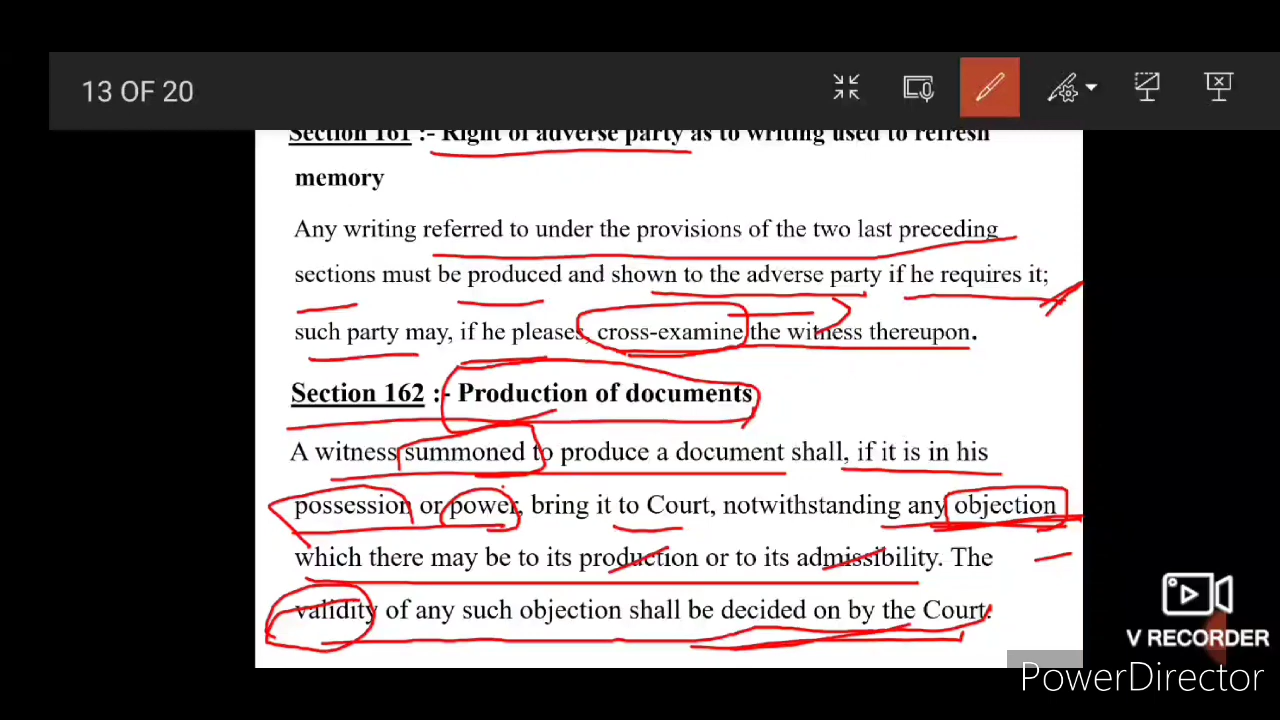 13 OF 20
Section 161 :- Right of adverse party as to writing used to refresh
memory
Any writing referred to under the provisions of the two last preceding
sections must be produced and shown to the adverse party if he requires it;
such party may, if he pleases, cross-examine the witness thereupon.
Section 162 :- Production of documents
A witness summoned to produce a document shall, if it is in his
possession or power, bring it to Court, notwithstanding any objection
which there may be to its production or to its admissibility. The
validity of any such objection shall be decided on by the Court.
V RECORDER
PowerDirector